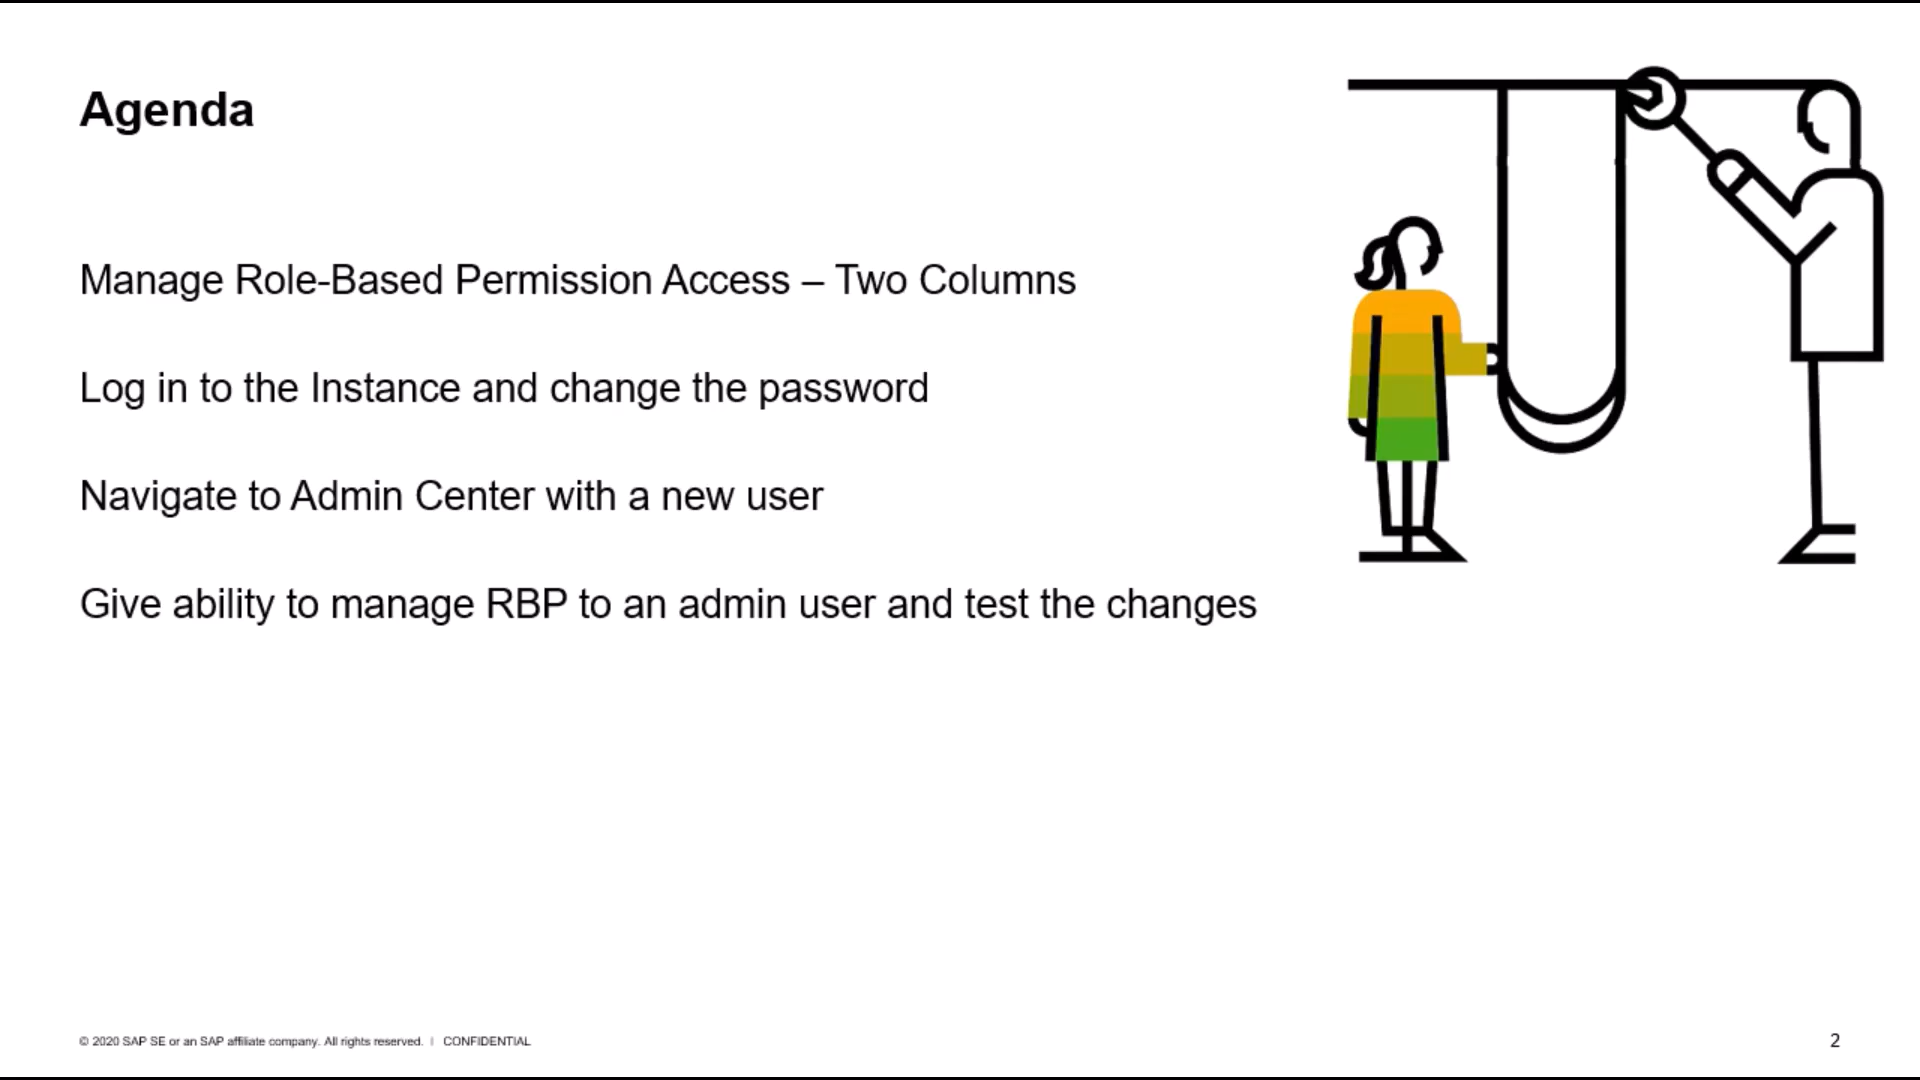 Agenda
Manage Role-Based Permission Access – Two Columns
Log in to the Instance and change the password
Navigate to Admin Center with a new user
Give ability to manage RBP to an admin user and test the changes
© 2020 SAP SE or an SAP affiliate company. All rights reserved. | CONFIDENTIAL
2